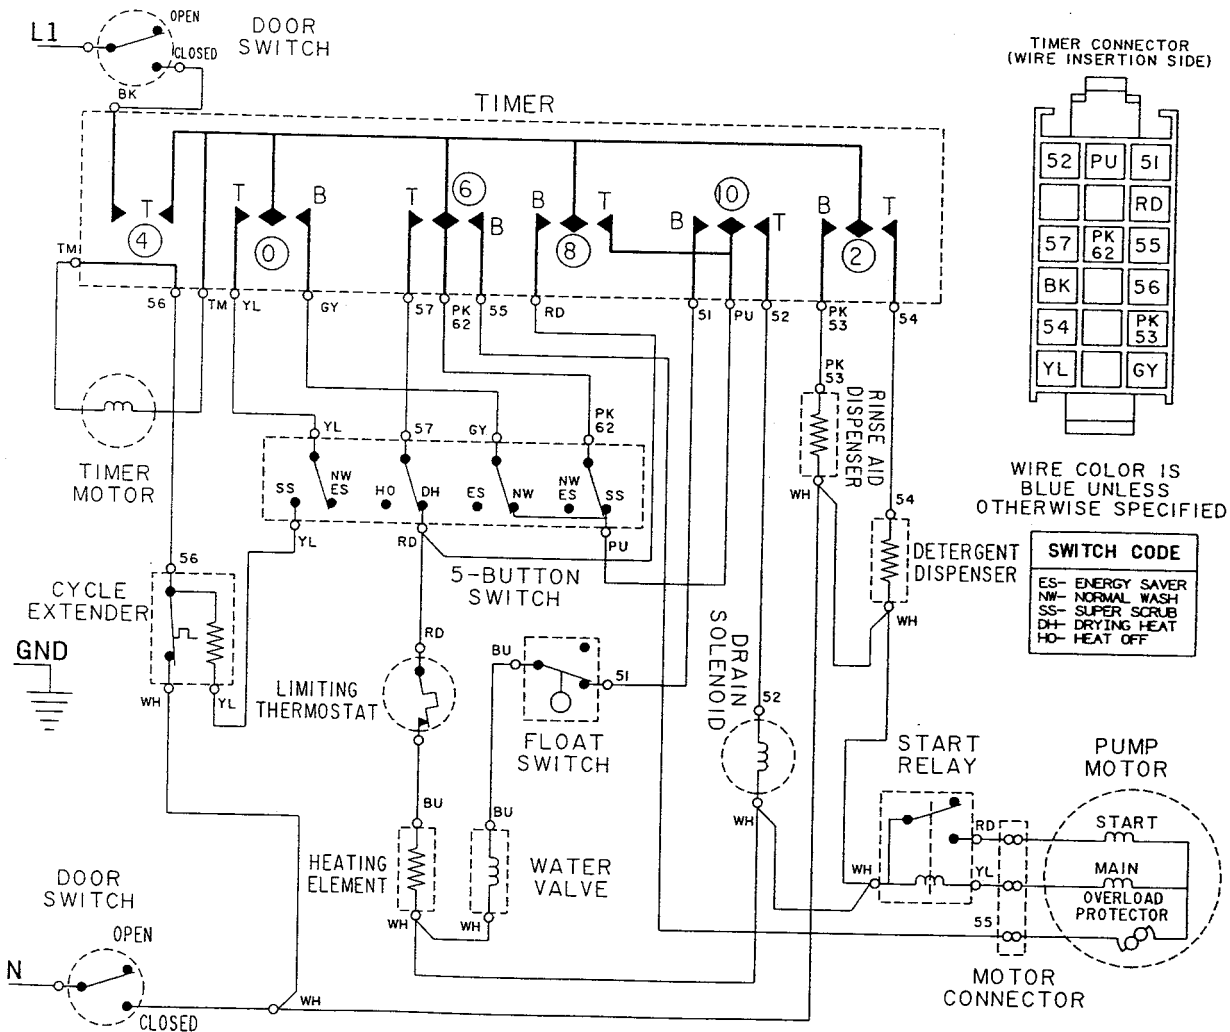 L1
OPEN
CLOSED
DOOR
SWITCH
BK
TIMER
T
4
T
B
0
T
6
B
B
T
8
B
10
T
B
T
2
TM
56
TM
YL
GY
57
PK
62
55
RD
51
PU
52
PK
53
54
TIMER CONNECTOR
(WIRE INSERTION SIDE)
52 PU 51
RD
57 PK 62 55
BK 56
54 PK 53
YL GY
WIRE COLOR IS
BLUE UNLESS
OTHERWISE SPECIFIED
SWITCH CODE
ES- ENERGY SAVER
NW- NORMAL WASH
SS- SUPER SCRUB
DH- DRYING HEAT
HO- HEAT OFF
TIMER
MOTOR
YL
57
GY
PK
62
SS
NW
ES
HO
DH
ES
NW
NW
ES
SS
YL
RD
PU
5-BUTTON
SWITCH
PK
53
RINSE AID
DISPENSER
WH
54
DETERGENT
DISPENSER
WH
56
CYCLE
EXTENDER
WH
YL
GND
RD
LIMITING
THERMOSTAT
BU
51
FLOAT
SWITCH
DRAIN
SOLENOID
52
WH
BU
HEATING
ELEMENT
WH
BU
WATER
VALVE
WH
START
RELAY
WH
RD
YL
55
PUMP
MOTOR
START
MAIN
OVERLOAD
PROTECTOR
MOTOR
CONNECTOR
DOOR
SWITCH
OPEN
N
CLOSED
WH